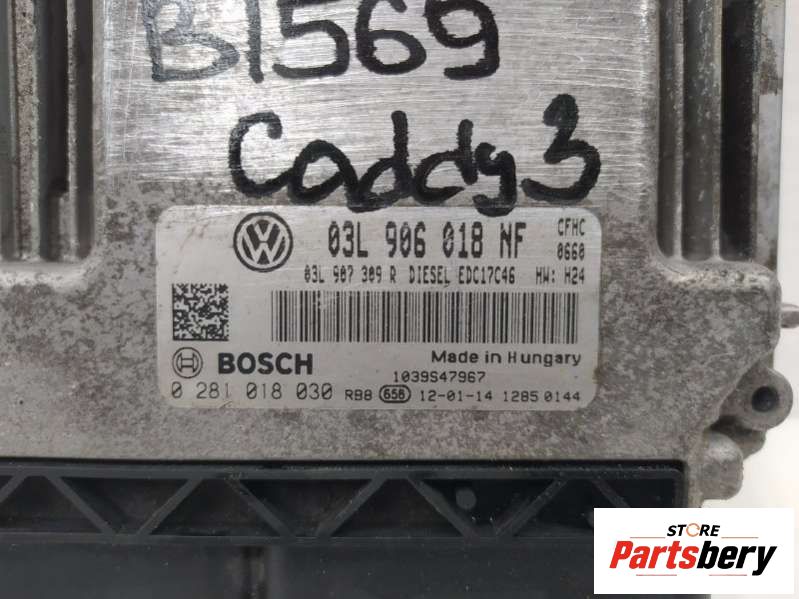 B1569
Caddy3
03L 906 018 NF CFHC
0660
03L 907 309 R DIESEL EDC17C46 HW: H24
BOSCH Made in Hungary
1039S47967
0 281 018 030 RB8 656 12-01-14 1285 0144
STORE
Partsbery